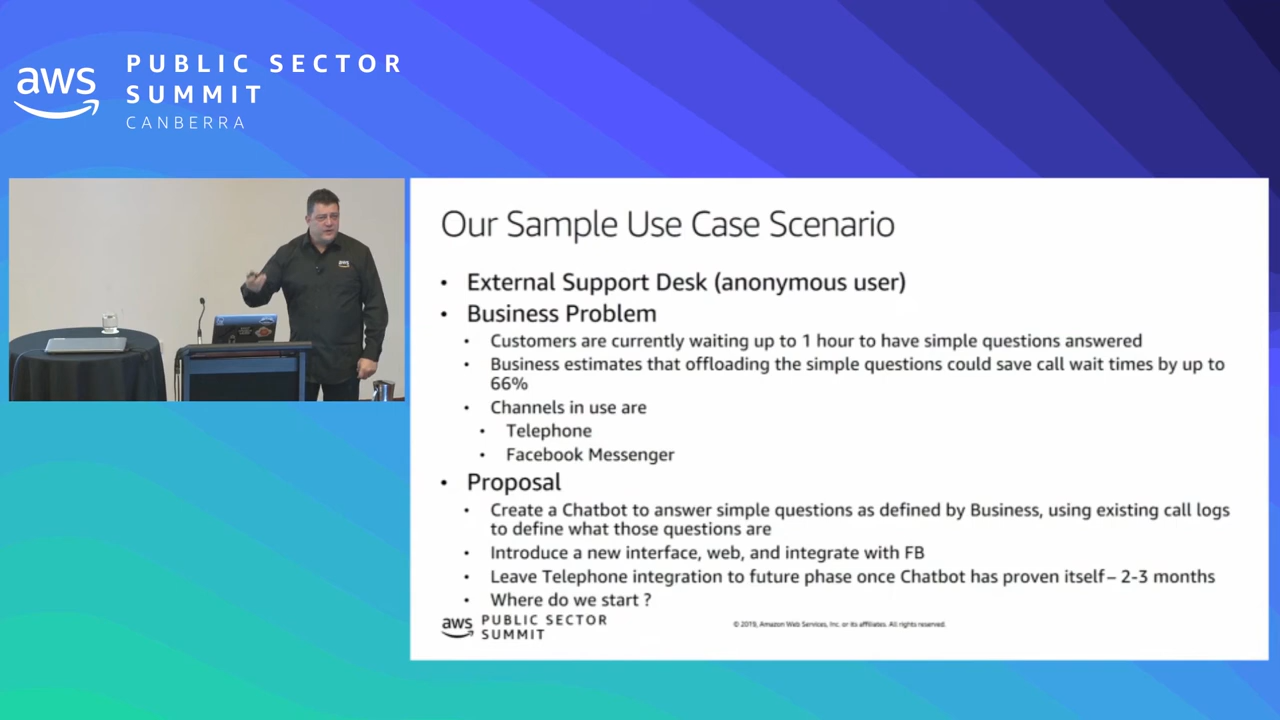 aws
PUBLIC SECTOR
SUMMIT
CANBERRA
Our Sample Use Case Scenario
• External Support Desk (anonymous user)
• Business Problem
• Customers are currently waiting up to 1 hour to have simple questions answered
• Business estimates that offloading the simple questions could save call wait times by up to
66%
• Channels in use are
• Telephone
• Facebook Messenger
• Proposal
• Create a Chatbot to answer simple questions as defined by Business, using existing call logs
to define what those questions are
• Introduce a new interface, web, and integrate with FB
• Leave Telephone integration to future phase once Chatbot has proven itself – 2-3 months
• Where do we start ?
aws
PUBLIC SECTOR
SUMMIT
© 2019, Amazon Web Services, Inc. or its affiliates. All rights reserved.
aws